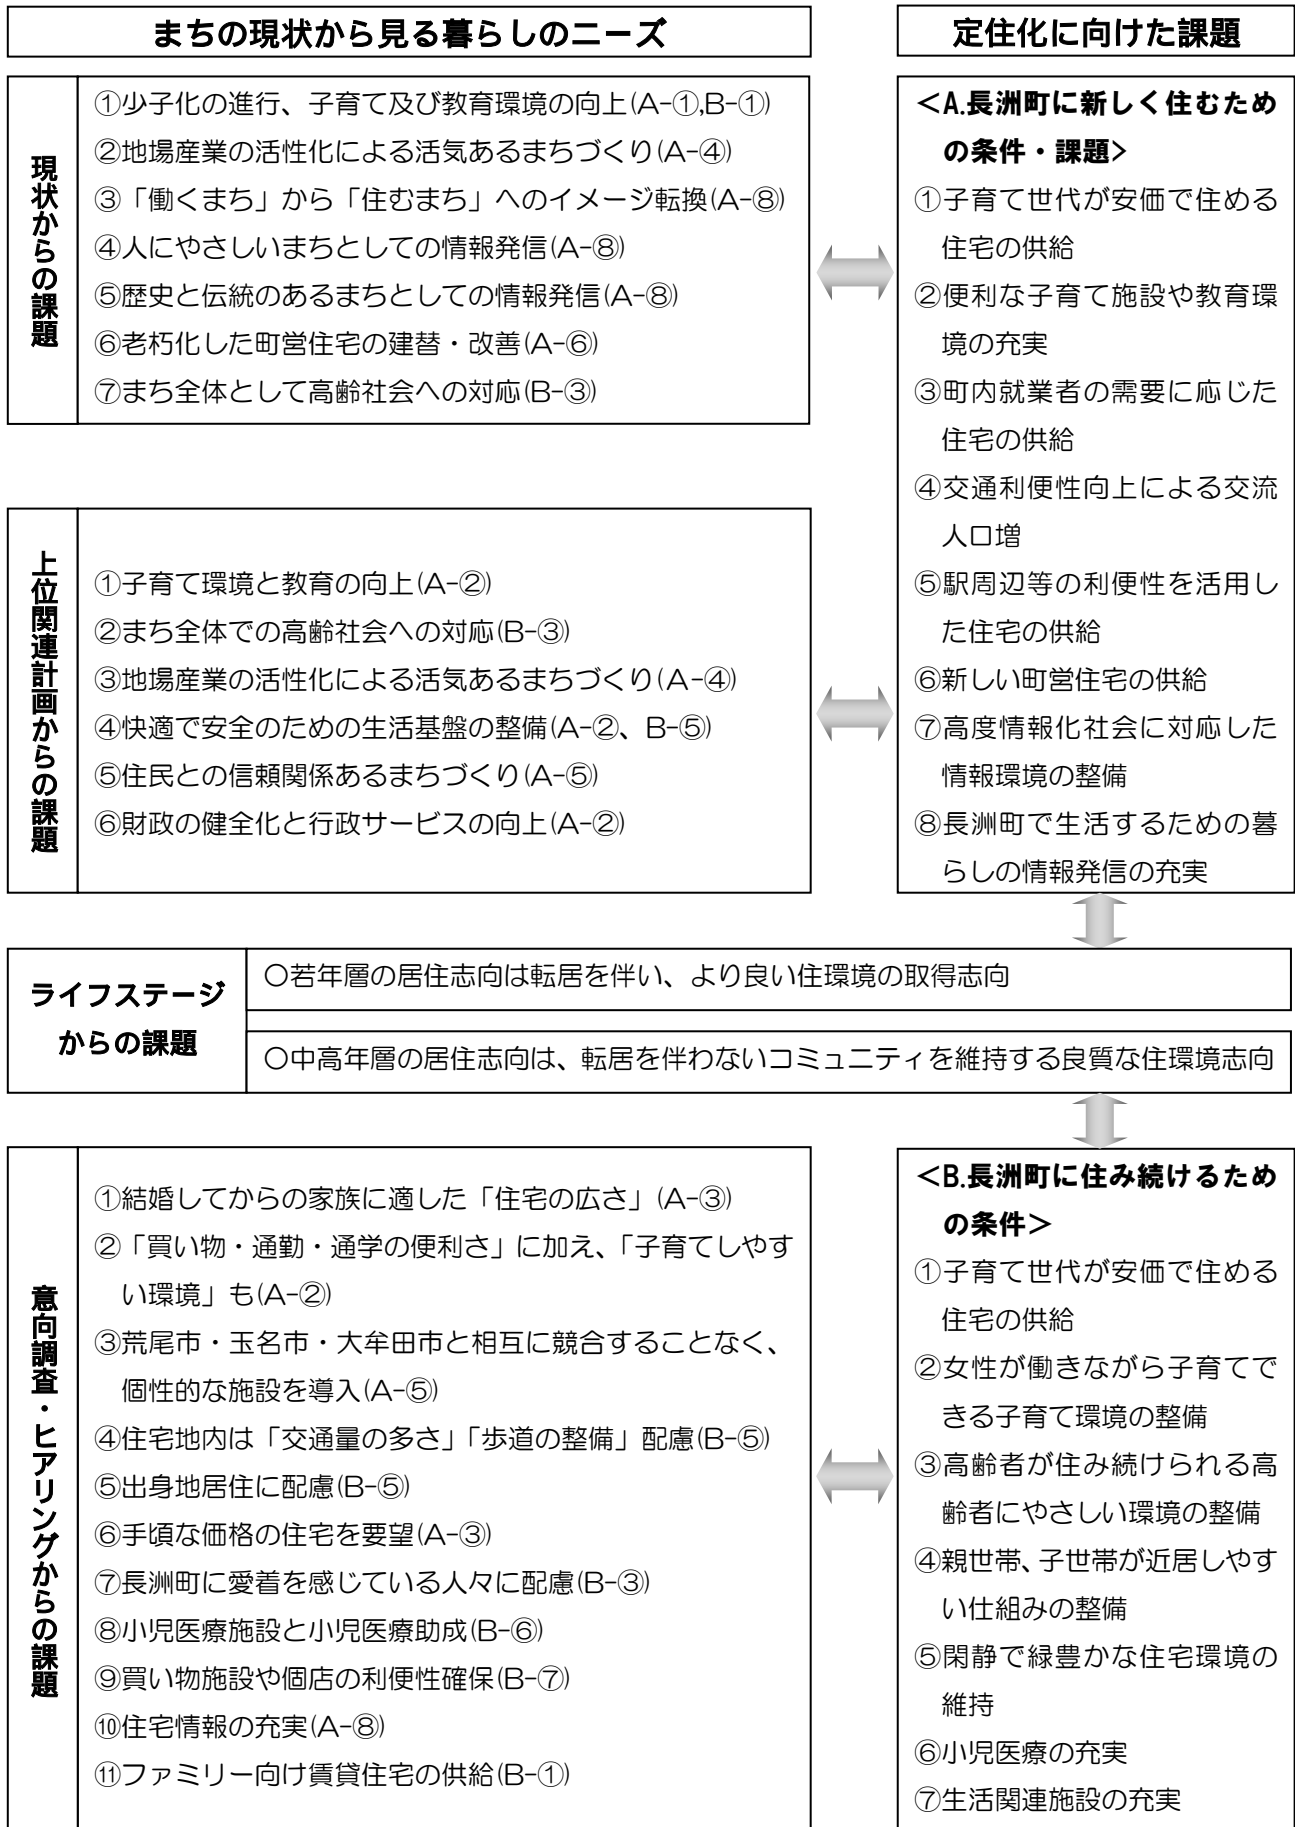 まちの現状から見る暮らしのニーズ
定住化に向けた課題
現状からの課題
①少子化の進行、子育て及び教育環境の向上(A-①,B-①)
②地場産業の活性化による活気あるまちづくり(A-④)
③「働くまち」から「住むまち」へのイメージ転換(A-⑧)
④人にやさしいまちとしての情報発信(A-⑧)
⑤歴史と伝統のあるまちとしての情報発信(A-⑧)
⑥老朽化した町営住宅の建替・改善(A-⑥)
⑦まち全体として高齢社会への対応(B-③)
上位関連計画からの課題
①子育て環境と教育の向上(A-②)
②まち全体での高齢社会への対応(B-③)
③地場産業の活性化による活気あるまちづくり(A-④)
④快適で安全のための生活基盤の整備(A-②、B-⑤)
⑤住民との信頼関係あるまちづくり(A-⑤)
⑥財政の健全化と行政サービスの向上(A-②)
<A.長洲町に新しく住むため
の条件・課題>
①子育て世代が安価で住める
住宅の供給
②便利な子育て施設や教育環
境の充実
③町内就業者の需要に応じた
住宅の供給
④交通利便性向上による交流
人口増
⑤駅周辺等の利便性を活用し
た住宅の供給
⑥新しい町営住宅の供給
⑦高度情報化社会に対応した
情報環境の整備
⑧長洲町で生活するための暮
らしの情報発信の充実
ライフステージ
からの課題
〇若年層の居住志向は転居を伴い、より良い住環境の取得志向
〇中高年層の居住志向は、転居を伴わないコミュニティを維持する良質な住環境志向
意向調査・ヒアリングからの課題
①結婚してからの家族に適した「住宅の広さ」(A-③)
②「買い物・通勤・通学の便利さ」に加え、「子育てしやす
い環境」も(A-②)
③荒尾市・玉名市・大牟田市と相互に競合することなく、
個性的な施設を導入(A-⑤)
④住宅地内は「交通量の多さ」「歩道の整備」配慮(B-⑤)
⑤出身地居住に配慮(B-⑤)
⑥手頃な価格の住宅を要望(A-③)
⑦長洲町に愛着を感じている人々に配慮(B-③)
⑧小児医療施設と小児医療助成(B-⑥)
⑨買い物施設や個店の利便性確保(B-⑦)
⑩住宅情報の充実(A-⑧)
⑪ファミリー向け賃貸住宅の供給(B-①)
<B.長洲町に住み続けるため
の条件>
①子育て世代が安価で住める
住宅の供給
②女性が働きながら子育てで
きる子育て環境の整備
③高齢者が住み続けられる高
齢者にやさしい環境の整備
④親世帯、子世帯が近居しやす
い仕組みの整備
⑤閑静で緑豊かな住宅環境の
維持
⑥小児医療の充実
⑦生活関連施設の充実